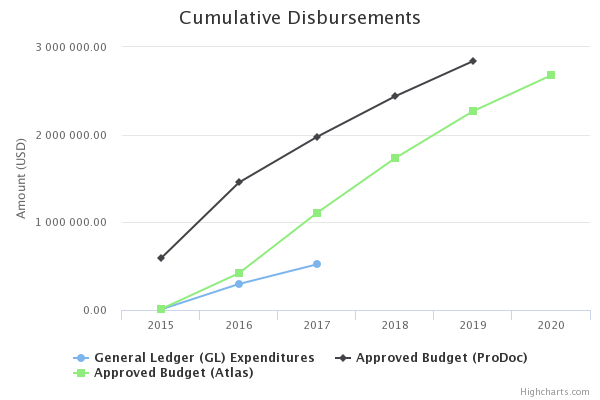 Cumulative Disbursements
3 000 000.00
2 000 000.00
1 000 000.00
0.00
Amount (USD)
2015 2016 2017 2018 2019 2020
General Ledger (GL) Expenditures Approved Budget (ProDoc)
Approved Budget (Atlas)
Highcharts.com